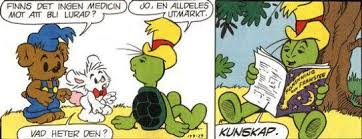 FINNS DET INGEN MEDICIN
MOT ATT BLI LURAD?
JO, EN ALLDELES
UTMÄRKT.
VAD HETER DEN?
KUNSKAP.